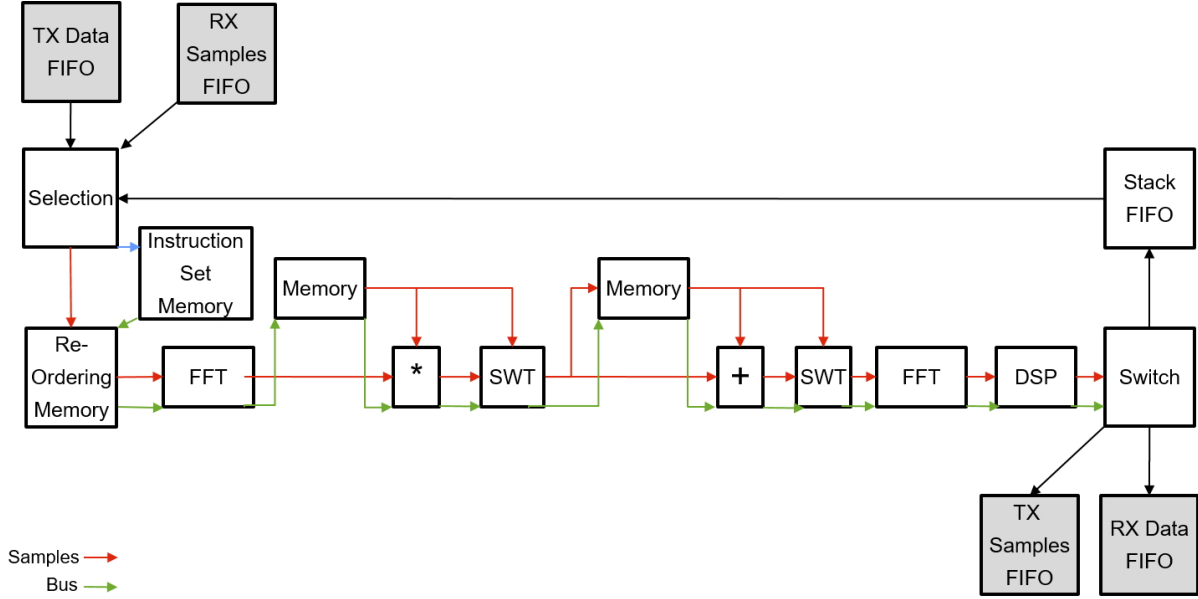 TX Data
FIFO
RX
Samples
FIFO
Selection
Stack
FIFO
Instruction
Set
Memory
Memory
Memory
Re-
Ordering
Memory
FFT
*
SWT
+
SWT
FFT
DSP
Switch
TX
Samples
FIFO
RX Data
FIFO
Samples
Bus